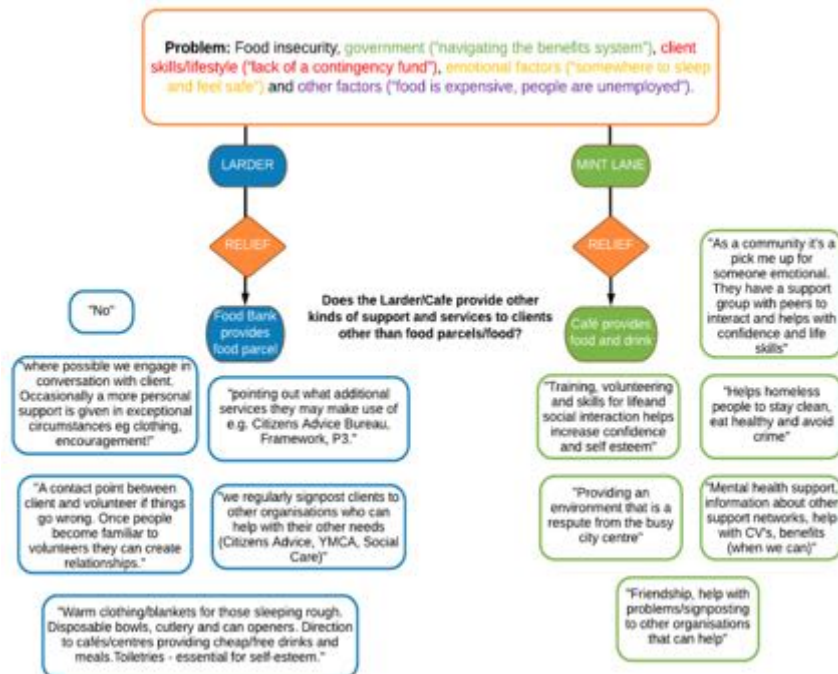 Problem: Food insecurity, government ("navigating the benefits system"), client
skills/lifestyle ("lack of a contingency fund"), emotional factors ("somewhere to sleep
and feel safe") and other factors ("food is expensive, people are unemployed").
LARDER
MINT LANE
RELIEF
RELIEF
Food Bank
provides
food parcel
Does the Larder/Cafe provide other
kinds of support and services to clients
other than food parcels/food?
Café provides
food and drink
"No"
"where possible we engage in
conversation with client.
Occasionally a more personal
support is given in exceptional
circumstances eg clothing,
encouragement!"
"pointing out what additional
services they may make use of
e.g. Citizens Advice Bureau,
Framework, P3."
"A contact point between
client and volunteer if things
go wrong. Once people
become familiar to
volunteers they can create
relationships."
"we regularly signpost clients to
other organisations who can
help with their other needs
(Citizens Advice, YMCA, Social
Care)"
"Warm clothing/blankets for those sleeping rough.
Disposable bowls, cutlery and can openers. Direction
to cafés/centres providing cheap/free drinks and
meals.Toiletries - essential for self-esteem."
"As a community it's a
pick me up for
someone emotional.
They have a support
group with peers to
interact and helps with
confidence and life
skills"
"Training, volunteering
and skills for lifeand
social interaction helps
increase confidence
and self esteem"
"Helps homeless
people to stay clean,
eat healthy and avoid
crime"
"Providing an
environment that is a
respute from the busy
city centre"
"Mental health support,
information about other
support networks, help
with CV's, benefits
(when we can)"
"Friendship, help with
problems/signposting
to other organisations
that can help"